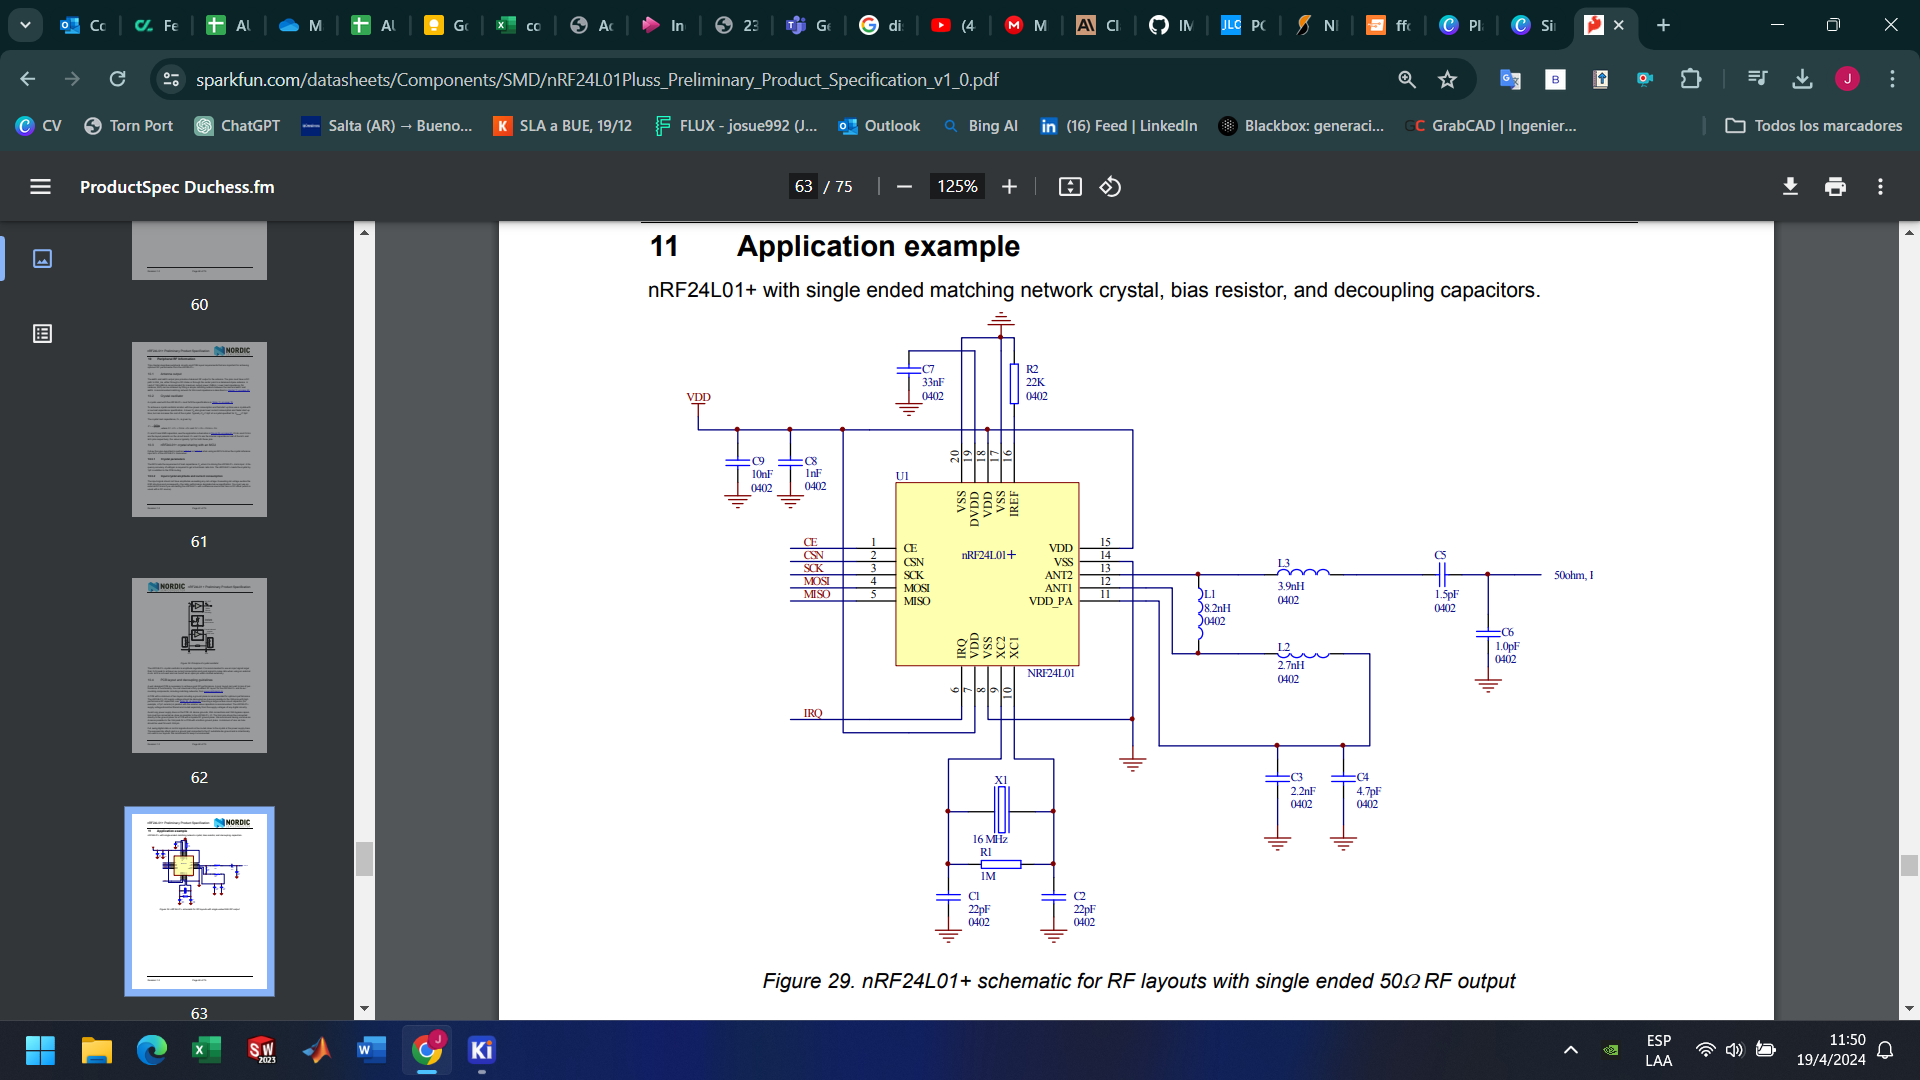 Cc
Fe
Al
M
Al
Gc
cc
Ac
In
23
Ge
di
(4
M
Cl
IM
PC
NI
ffc
Pl
Si
sparkfun.com/datasheets/Components/SMD/nRF24L01Pluss_Preliminary_Product_Specification_v1_0.pdf
J
CV
Torn Port
ChatGPT
Salta (AR) → Bueno...
SLA a BUE, 19/12
FLUX - josue992 (J...
Outlook
Bing AI
(16) Feed | LinkedIn
Blackbox: generaci...
GrabCAD | Ingenier...
Todos los marcadores
ProductSpec Duchess.fm
63 / 75
125%
60
61
62
63
NORDIC
NORDIC
NORDIC
11 Application example
nRF24L01+ with single ended matching network crystal, bias resistor, and decoupling capacitors.
C7
33nF
0402
R2
22K
0402
VDD
C9
10nF
0402
C8
1nF
0402
20
19
18
17
16
U1
VSS
DVDD
VDD
VSS
IREF
CE 1 CE
CSN 2 CSN
SCK 3 SCK
MOSI 4 MOSI
MISO 5 MISO
nRF24L01+
VDD 15
VSS 14
ANT2 13
ANT1 12
VDD_PA 11
IRQ
VDD
VSS
XC2
XC1
NRF24L01
6
7
8
9
10
IRQ
L1
8.2nH
0402
L3
3.9nH
0402
L2
2.7nH
0402
C5
1.5pF
0402
50ohm, I
C6
1.0pF
0402
C3
2.2nF
0402
C4
4.7pF
0402
X1
16 MHz
R1
1M
C1
22pF
0402
C2
22pF
0402
Figure 29. nRF24L01+ schematic for RF layouts with single ended 50Ω RF output
ESP
LAA
11:50
19/4/2024